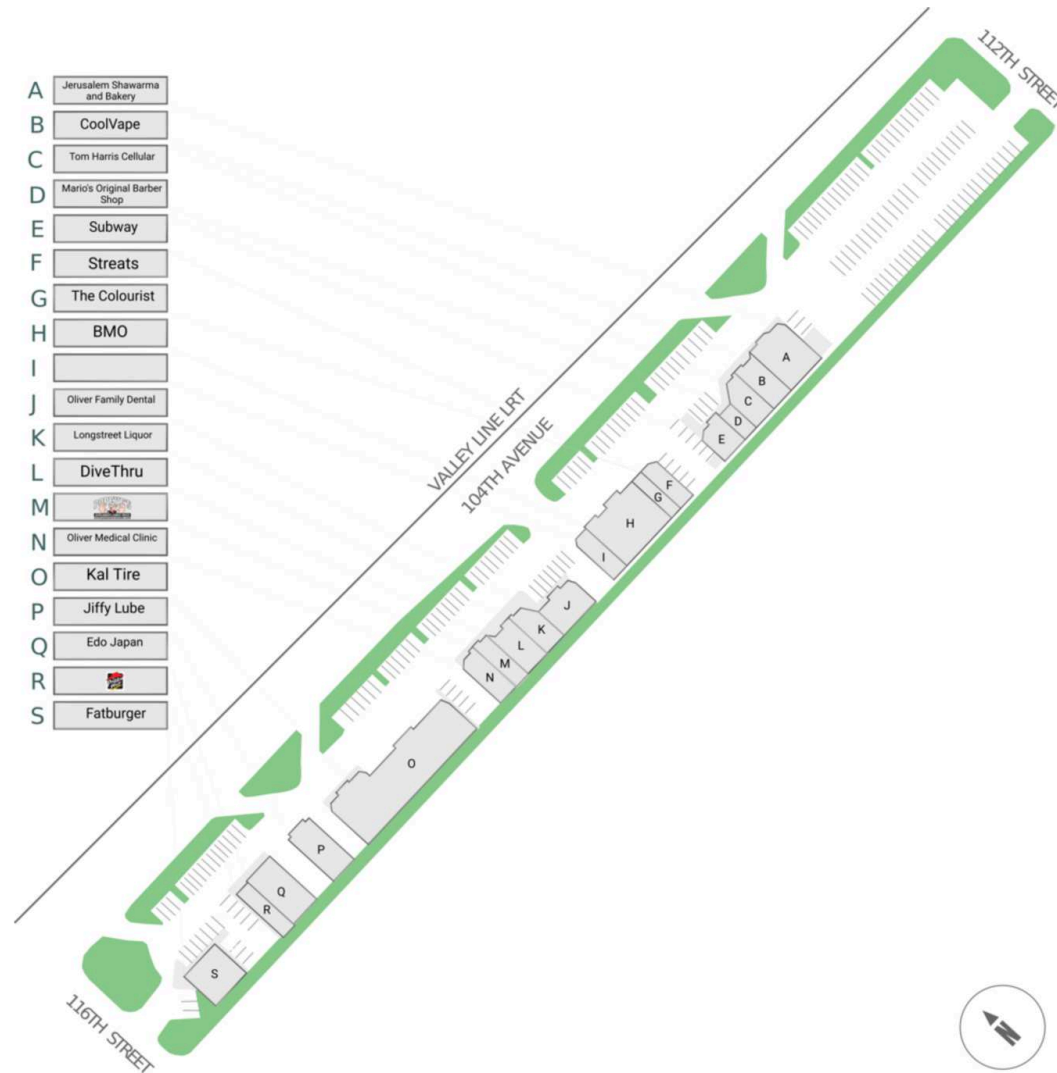 A
Jerusalem Shawarma
and Bakery
B
CoolVape
C
Tom Harris Cellular
D
Mario's Original Barber
Shop
E
Subway
F
Streats
G
The Colourist
H
BMO
I
J
Oliver Family Dental
K
Longstreet Liquor
L
DiveThru
M
N
Oliver Medical Clinic
O
Kal Tire
P
Jiffy Lube
Q
Edo Japan
R
S
Fatburger
112TH STREET
VALLEY LINE LRT
104TH AVENUE
116TH STREET
A
B
C
D
E
F
G
H
I
J
K
L
M
N
O
P
Q
R
S
N